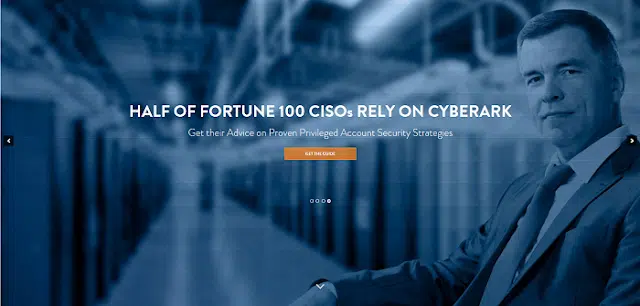 HALF OF FORTUNE 100 CISOs RELY ON CYBERARK
Get their Advice on Proven Privileged Account Security Strategies
GET THE GUIDE